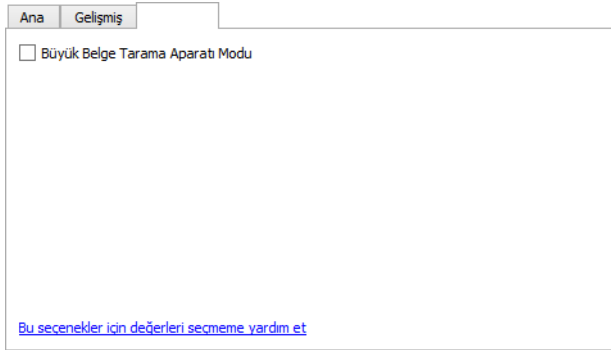 Ana Gelişmiş
Büyük Belge Tarama Aparatı Modu
Bu seçenekler için değerleri seçmeme yardım et